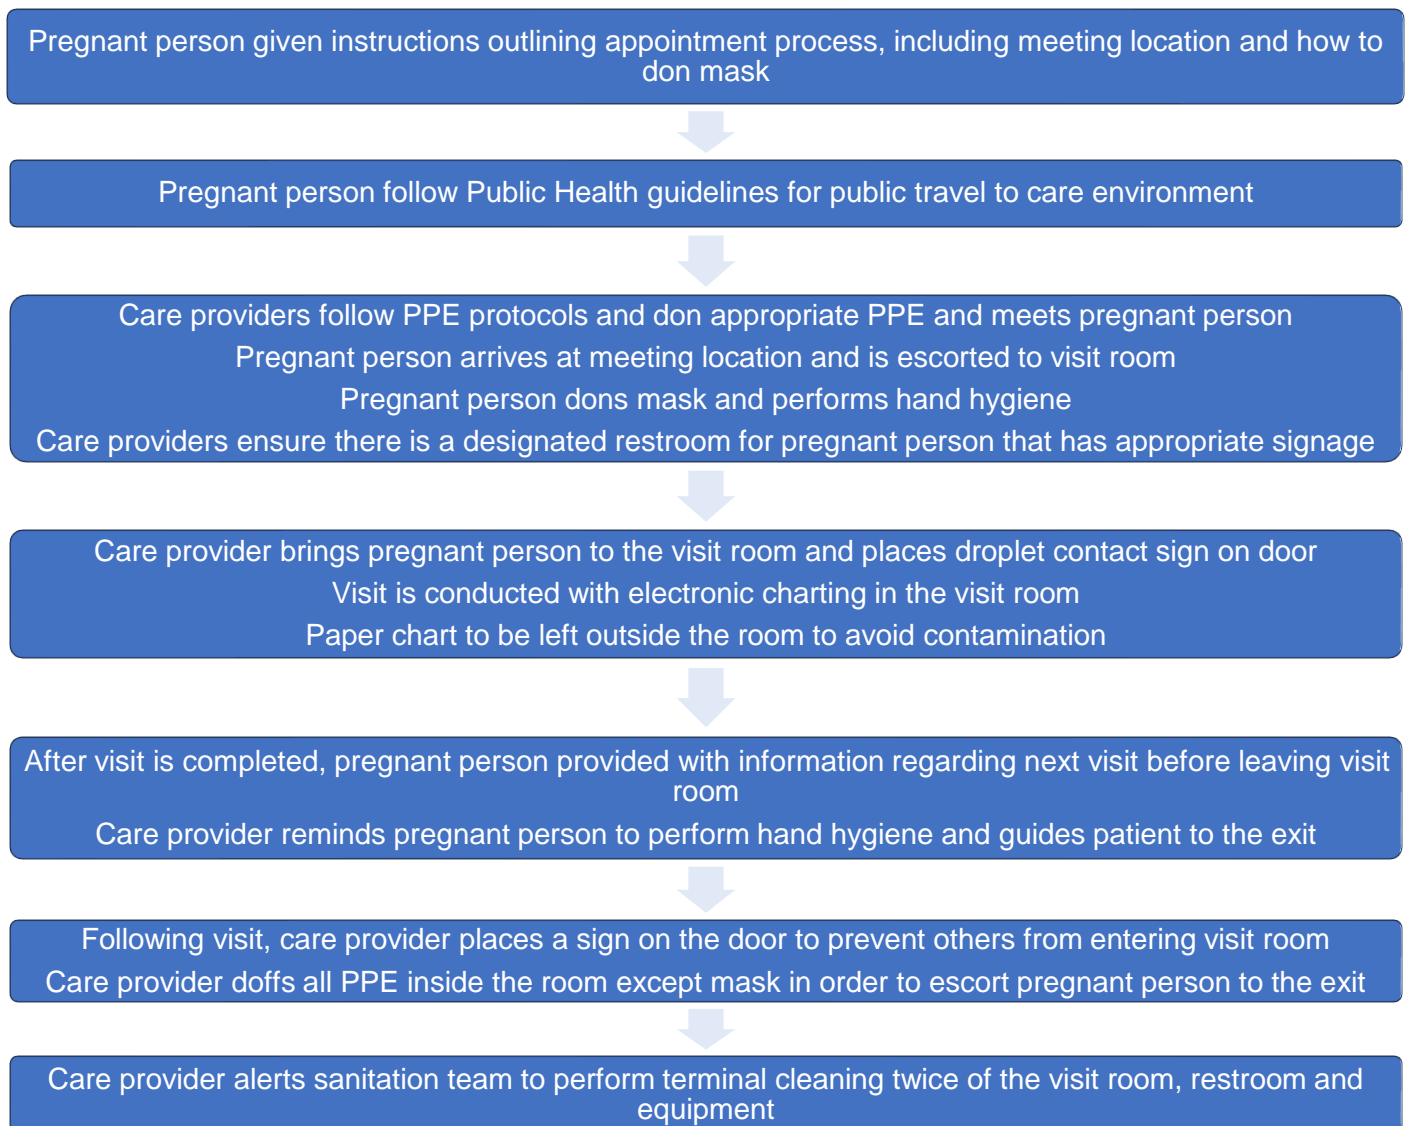 Pregnant person given instructions outlining appointment process, including meeting location and how to
don mask
Pregnant person follow Public Health guidelines for public travel to care environment
Care providers follow PPE protocols and don appropriate PPE and meets pregnant person
Pregnant person arrives at meeting location and is escorted to visit room
Pregnant person dons mask and performs hand hygiene
Care providers ensure there is a designated restroom for pregnant person that has appropriate signage
Care provider brings pregnant person to the visit room and places droplet contact sign on door
Visit is conducted with electronic charting in the visit room
Paper chart to be left outside the room to avoid contamination
After visit is completed, pregnant person provided with information regarding next visit before leaving visit
room
Care provider reminds pregnant person to perform hand hygiene and guides patient to the exit
Following visit, care provider places a sign on the door to prevent others from entering visit room
Care provider doffs all PPE inside the room except mask in order to escort pregnant person to the exit
Care provider alerts sanitation team to perform terminal cleaning twice of the visit room, restroom and
equipment